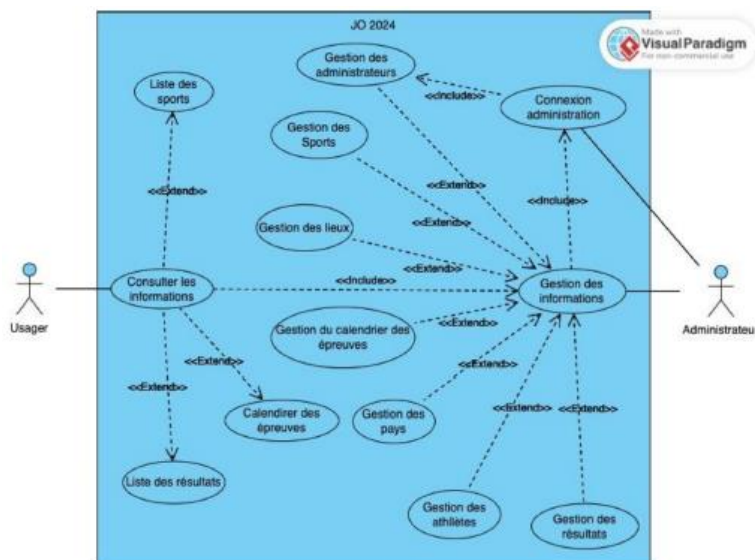 JO 2024
Made with
Visual Paradigm
For non-commercial use
Gestion des
administrateurs
Liste des
sports
<<Include>>
Connexion
administration
Gestion des
Sports
<<Extend>>
<<Extend>>
<<Extend>>
<<Include>>
Gestion des lieux
<<Extend>>
Consulter les
informations
<<Include>>
Gestion des
informations
Usager
Administrateu
Gestion du calendrier des
épreuves
<<Extend>>
<<Extend>>
<<Extend>>
<<Extend>>
Calendirer des
épreuves
Gestion des
pays
<<Extend>>
<<Extend>>
Liste des résultats
Gestion des
athllètes
Gestion des
résultats